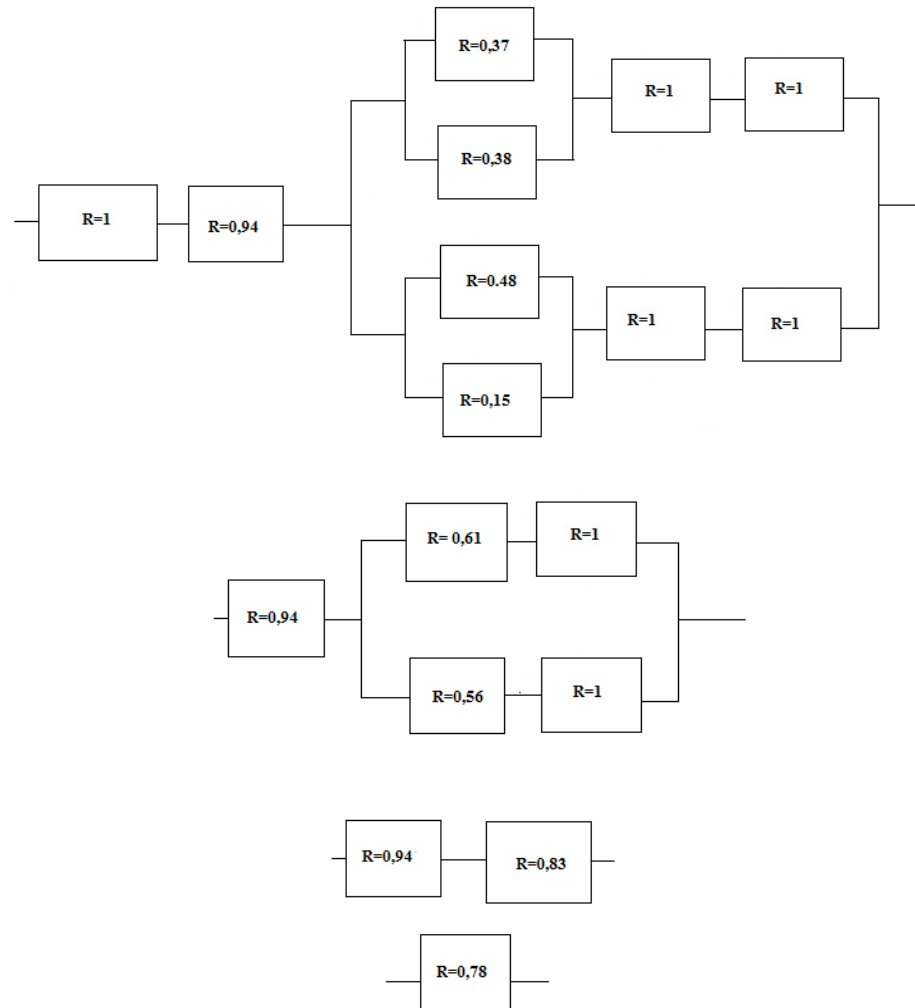 R=0,37
R=1
R=1
R=0,38
R=1
R=0,94
R=0.48
R=1
R=1
R=0,15
R= 0,61
R=1
R=0,94
R=0,56
R=1
R=0,94
R=0,83
R=0,78